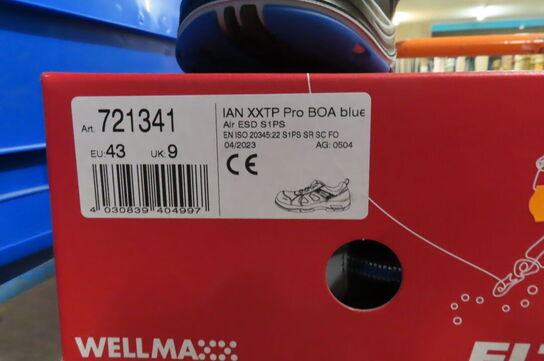 Art. 721341
EU: 43 UK: 9
4 030839 404997
IAN XXTP Pro BOA blue
Air ESD S1PS
EN ISO 20345:22 S1PS SR SC FO
04/2023 AG: 0504
CE
WELLMA